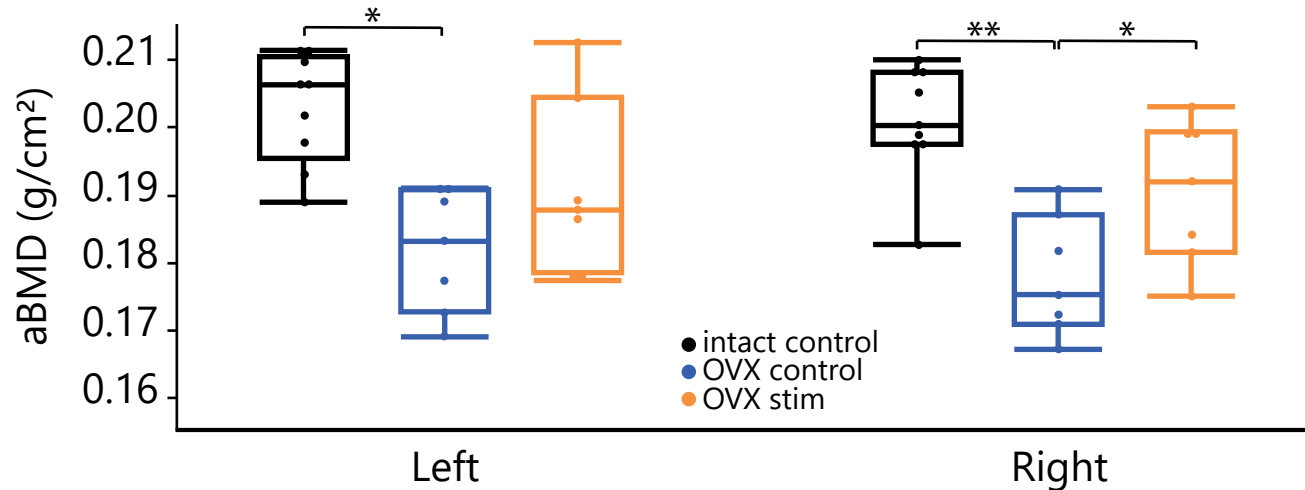 * ** *
aBMD (g/cm²)
0.21
0.20
0.19
0.18
0.17
0.16
intact control
OVX control
OVX stim
Left Right